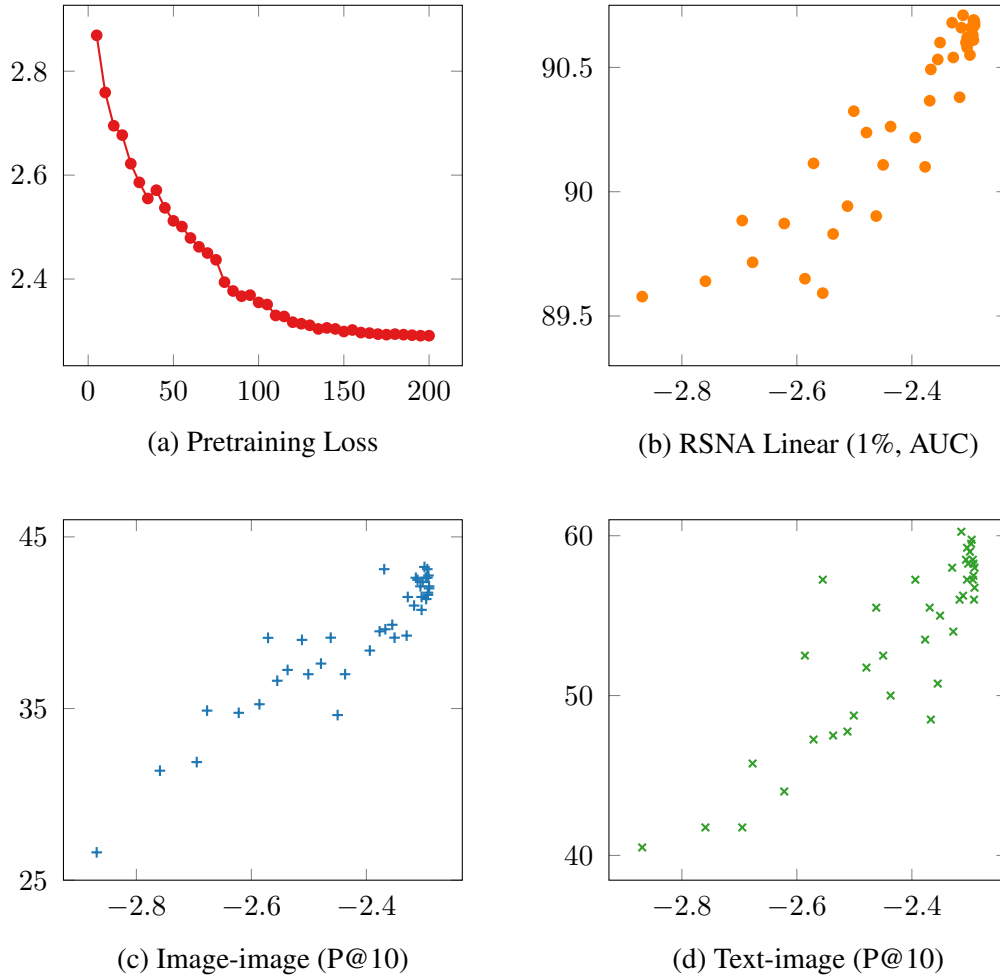 2.8
2.6
2.4
0 50 100 150 200
(a) Pretraining Loss
90.5
90
89.5
−2.8 −2.6 −2.4
(b) RSNA Linear (1%, AUC)
45
35
25
−2.8 −2.6 −2.4
(c) Image-image (P@10)
60
50
40
−2.8 −2.6 −2.4
(d) Text-image (P@10)